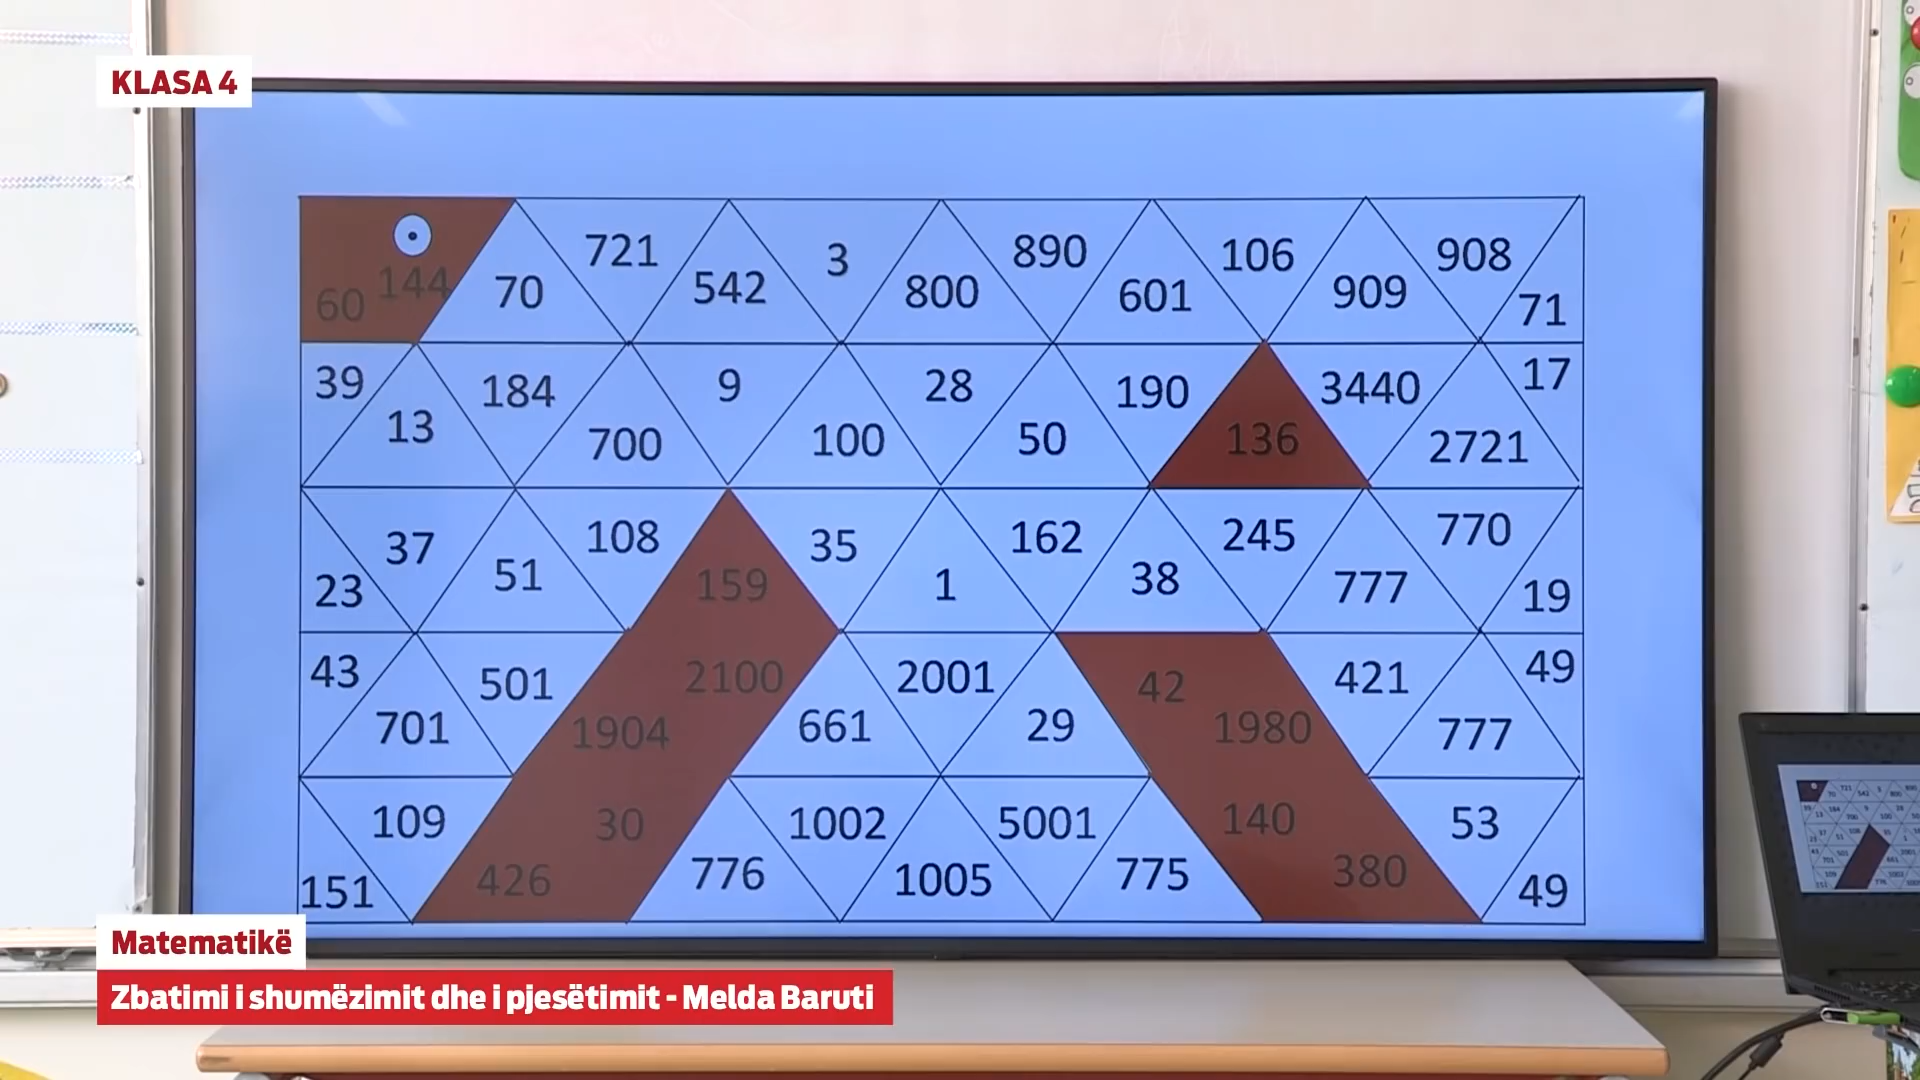 KLASA 4
721 3 890 106 908
60 144 70 542 800 601 909 71
39 184 9 28 190 3440 17
13 700 100 50 136 2721
37 108 35 162 245 770
23 51 159 1 38 777 19
43 501 2100 2001 42 421 49
701 1904 661 29 1980 777
109 30 1002 5001 140 53
151 426 776 1005 775 380 49
Matematikë
Zbatimi i shumëzimit dhe i pjesëtimit - Melda Baruti